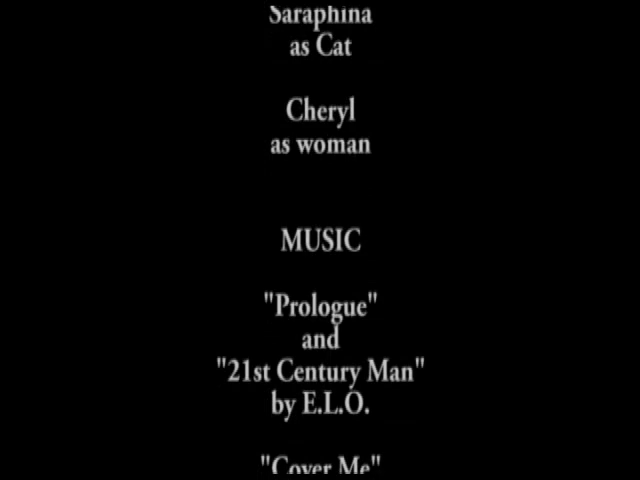 Saraphina
as Cat
Cheryl
as woman
MUSIC
"Prologue"
and
"21st Century Man"
by E.L.O.
"Cover Me"